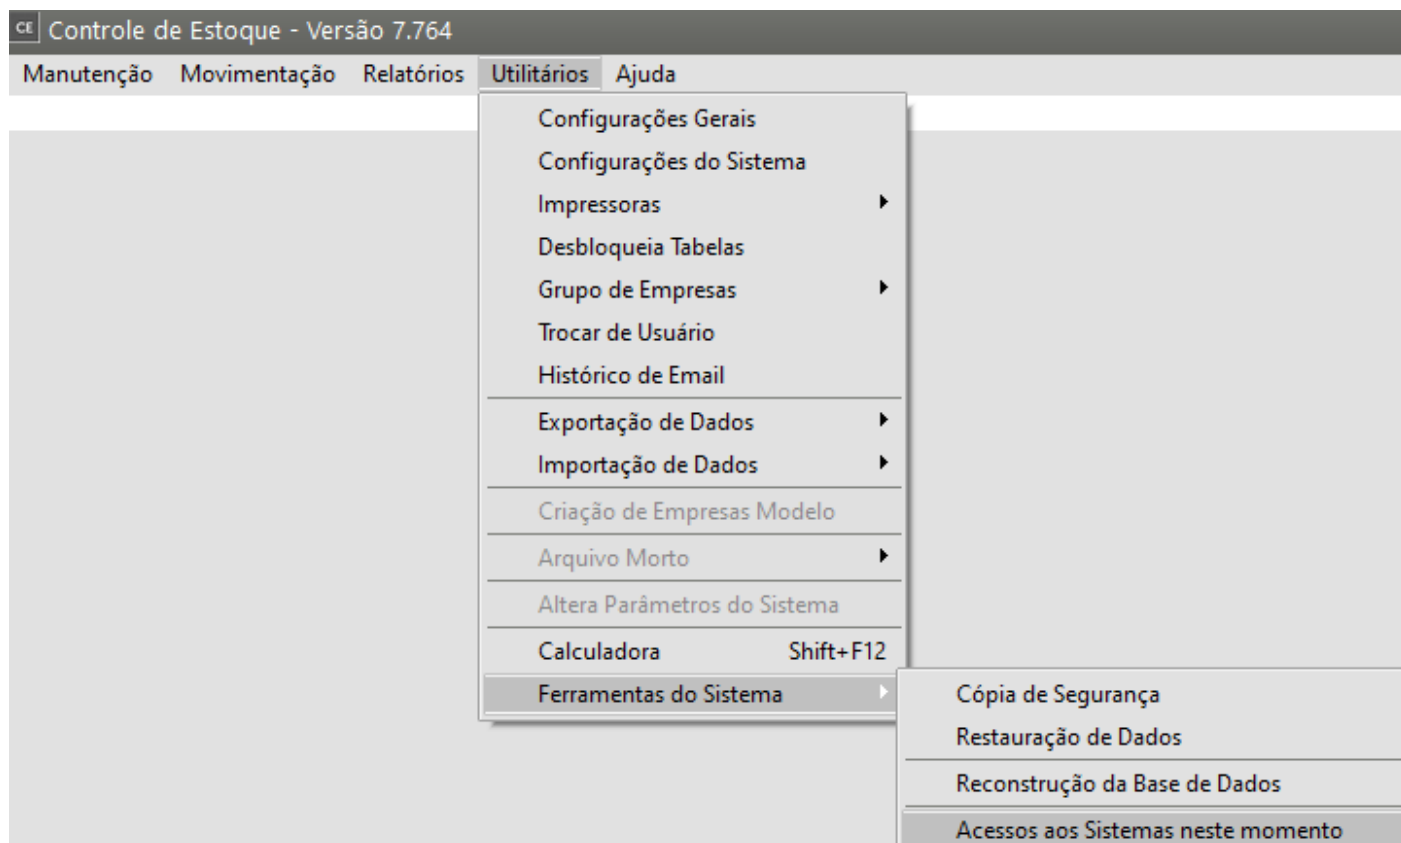 CE Controle de Estoque - Versão 7.764
Manutenção Movimentação Relatórios Utilitários Ajuda
Configurações Gerais
Configurações do Sistema
Impressoras
Desbloqueia Tabelas
Grupo de Empresas
Trocar de Usuário
Histórico de Email
Exportação de Dados
Importação de Dados
Criação de Empresas Modelo
Arquivo Morto
Altera Parâmetros do Sistema
Calculadora Shift+F12
Ferramentas do Sistema
Cópia de Segurança
Restauração de Dados
Reconstrução da Base de Dados
Acessos aos Sistemas neste momento